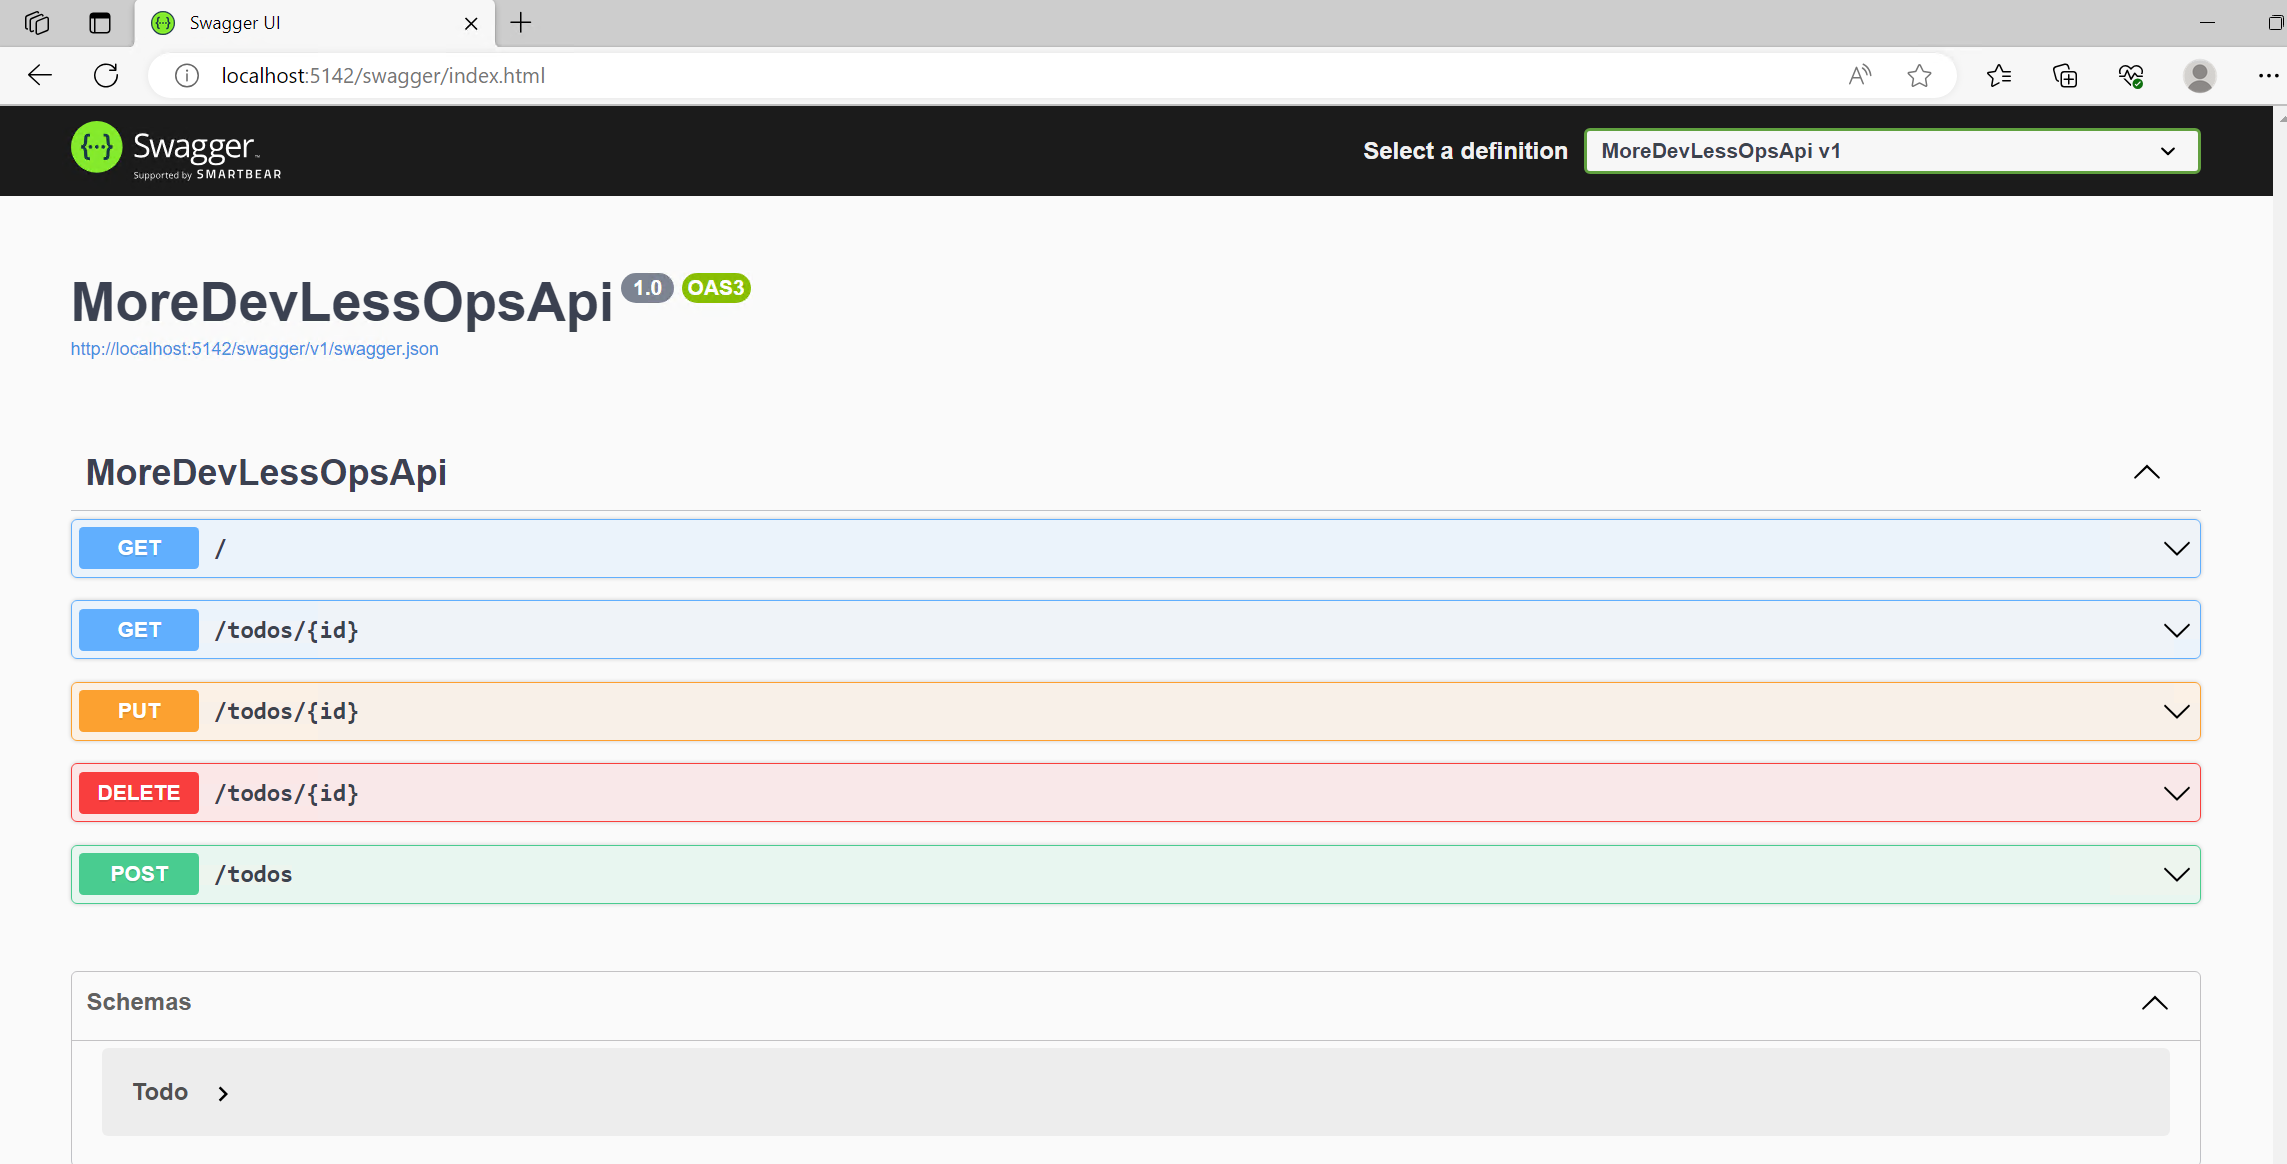 Swagger UI
localhost:5142/swagger/index.html
Swagger
Supported by SMARTBEAR
Select a definition
MoreDevLessOpsApi v1
MoreDevLessOpsApi 1.0 OAS3
http://localhost:5142/swagger/v1/swagger.json
MoreDevLessOpsApi
GET /
GET /todos/{id}
PUT /todos/{id}
DELETE /todos/{id}
POST /todos
Schemas
Todo